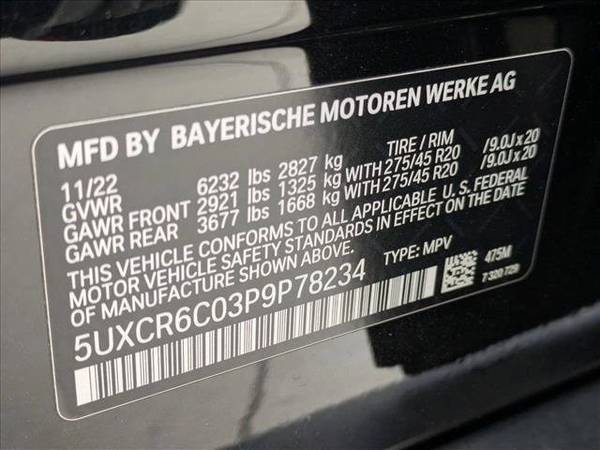 MFD BY BAYERISCHE MOTOREN WERKE AG
11/22 TIRE / RIM
GVWR 6232 lbs 2827 kg
GAWR FRONT 2921 lbs 1325 kg WITH 275/45 R20 /9.0J x 20
GAWR REAR 3677 lbs 1668 kg WITH 275/45 R20 /9.0J x 20
THIS VEHICLE CONFORMS TO ALL APPLICABLE U.S. FEDERAL
MOTOR VEHICLE SAFETY STANDARDS IN EFFECT ON THE DATE
OF MANUFACTURE SHOWN ABOVE.
TYPE: MPV 475M
5UXCR6C03P9P78234 7 320 729